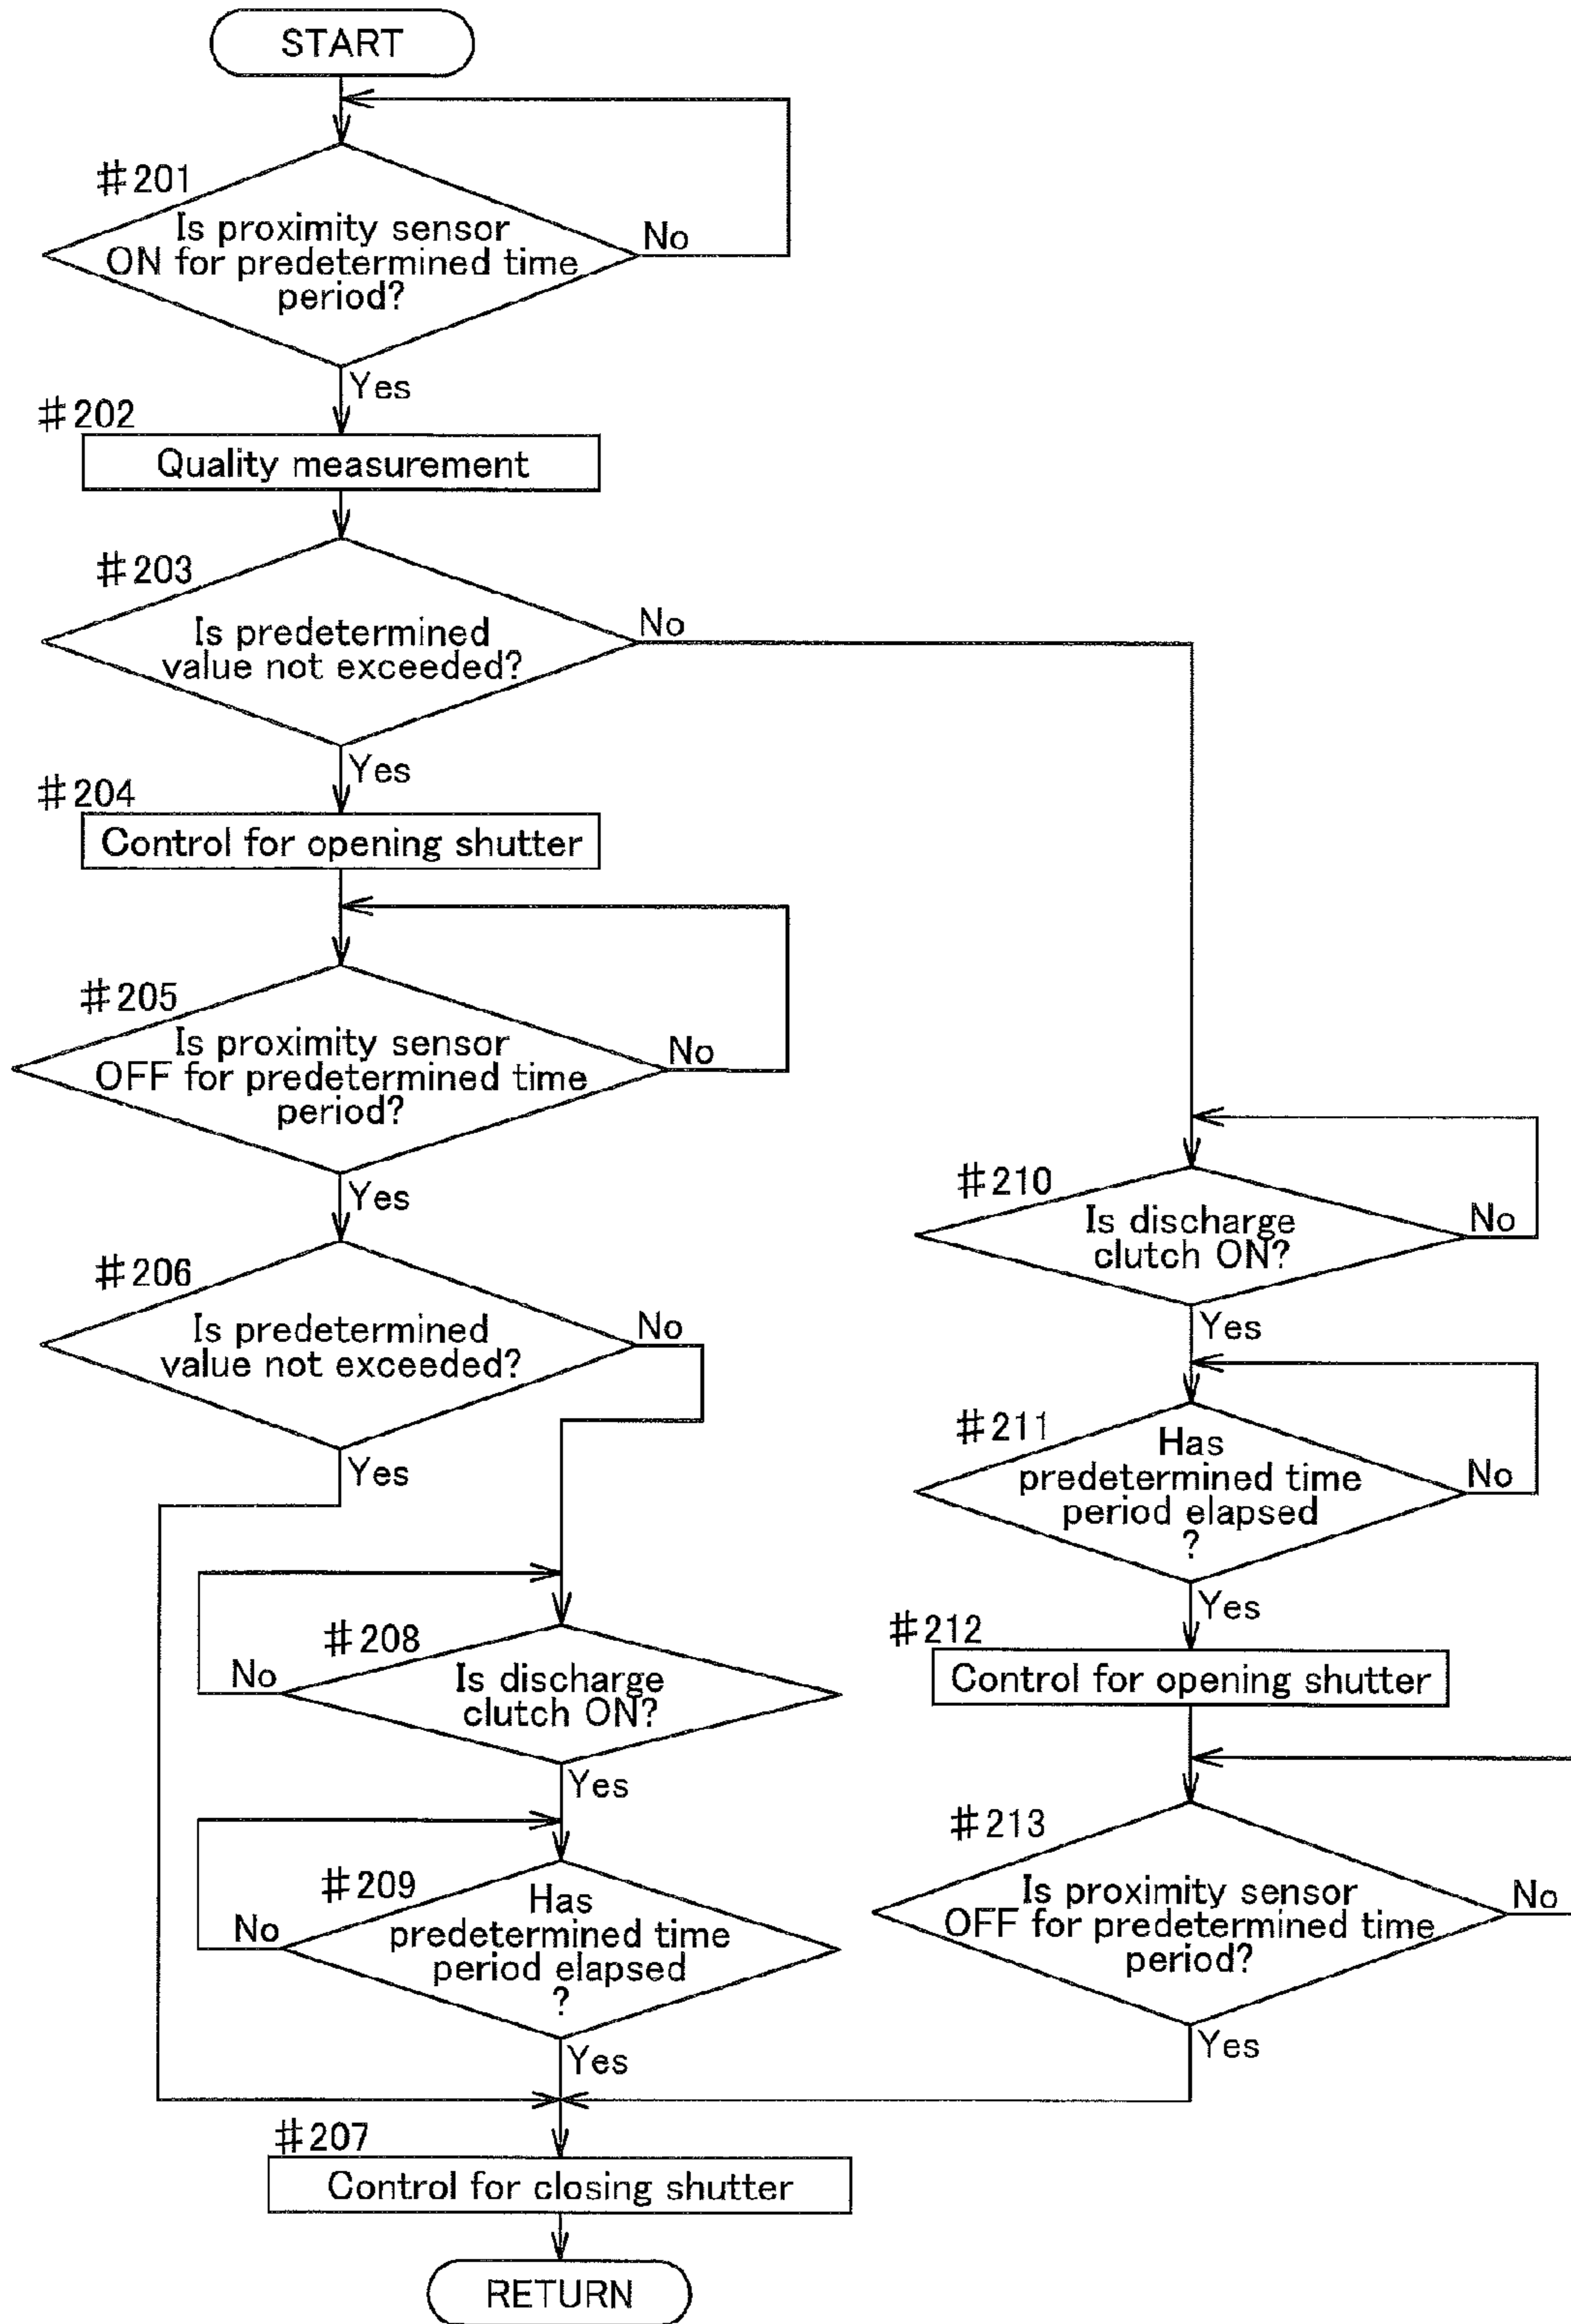 START
#201
Is proximity sensor
ON for predetermined time
period?
No
Yes
#202
Quality measurement
#203
Is predetermined
value not exceeded?
No
Yes
#204
Control for opening shutter
#205
Is proximity sensor
OFF for predetermined time
period?
No
Yes
#206
Is predetermined
value not exceeded?
No
Yes
#208
Is discharge
clutch ON?
No
Yes
#209
Has
predetermined time
period elapsed
?
No
Yes
#210
Is discharge
clutch ON?
No
Yes
#211
Has
predetermined time
period elapsed
?
No
Yes
#212
Control for opening shutter
#213
Is proximity sensor
OFF for predetermined time
period?
No
Yes
#207
Control for closing shutter
RETURN